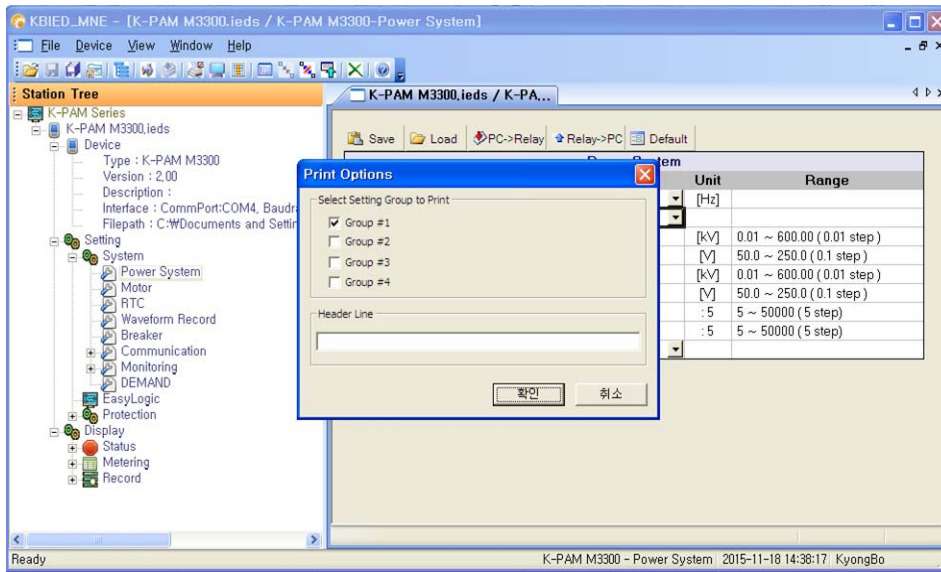 KBIED_MNE - [K-PAM M3300.ieds / K-PAM M3300-Power System]
File Device View Window Help
Station Tree
K-PAM Series
K-PAM M3300.ieds
Device
Type : K-PAM M3300
Version : 2.00
Description :
Interface : CommPort:COM4, Baudra
Filepath : C:\Documents and Settin
Setting
System
Power System
Motor
RTC
Waveform Record
Breaker
Communication
Monitoring
DEMAND
EasyLogic
Protection
Display
Status
Metering
Record
K-PAM M3300.ieds / K-PA...
Save Load PC->Relay Relay->PC Default
Unit Range
[Hz]
[kV] 0.01 ~ 600.00 ( 0.01 step )
[V] 50.0 ~ 250.0 ( 0.1 step )
[kV] 0.01 ~ 600.00 ( 0.01 step )
[V] 50.0 ~ 250.0 ( 0.1 step )
: 5 5 ~ 50000 ( 5 step)
: 5 5 ~ 50000 ( 5 step)
Print Options
Select Setting Group to Print
Group #1
Group #2
Group #3
Group #4
Header Line
확인 취소
Ready K-PAM M3300 - Power System 2015-11-18 14:38:17 KyongBo